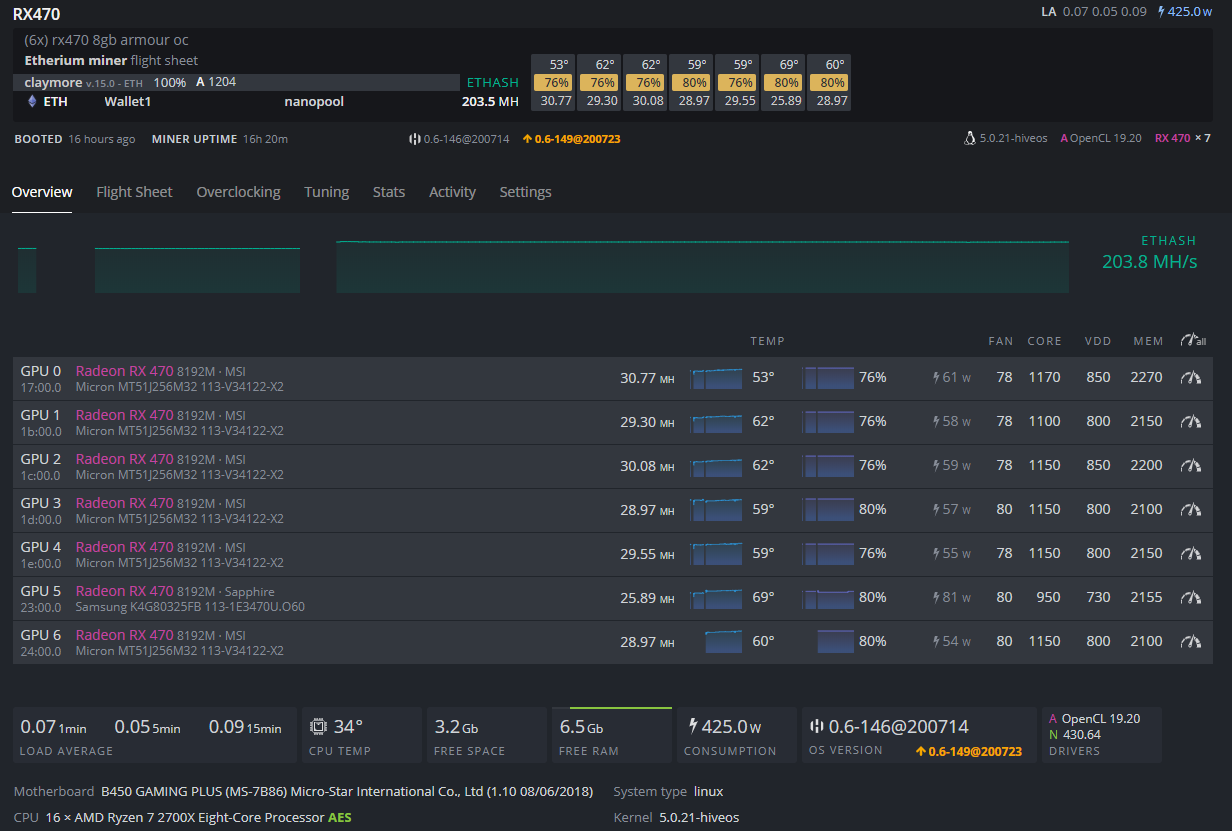 RX470 LA 0.07 0.05 0.09 425.0 W
(6x) rx470 8gb armour oc
Etherium miner flight sheet
53° 62° 62° 59° 59° 69° 60°
claymore v.15.0 - ETH 100% A 1204 ETHASH 76% 76% 76% 80% 76% 80% 80%
ETH Wallet1 nanopool 203.5 MH 30.77 29.30 30.08 28.97 29.55 25.89 28.97
BOOTED 16 hours ago MINER UPTIME 16h 20m 0.6-146@200714 0.6-149@200723 5.0.21-hiveos A OpenCL 19.20 RX 470 × 7
Overview Flight Sheet Overclocking Tuning Stats Activity Settings
ETHASH
203.8 MH/s
TEMP FAN CORE VDD MEM all
GPU 0 Radeon RX 470 8192M · MSI 30.77 MH 53° 76% 61 W 78 1170 850 2270
17:00.0 Micron MT51J256M32 113-V34122-X2
GPU 1 Radeon RX 470 8192M · MSI 29.30 MH 62° 76% 58 W 78 1100 800 2150
1b:00.0 Micron MT51J256M32 113-V34122-X2
GPU 2 Radeon RX 470 8192M · MSI 30.08 MH 62° 76% 59 W 78 1150 850 2200
1c:00.0 Micron MT51J256M32 113-V34122-X2
GPU 3 Radeon RX 470 8192M · MSI 28.97 MH 59° 80% 57 W 80 1150 800 2100
1d:00.0 Micron MT51J256M32 113-V34122-X2
GPU 4 Radeon RX 470 8192M · MSI 29.55 MH 59° 76% 55 W 78 1150 800 2150
1e:00.0 Micron MT51J256M32 113-V34122-X2
GPU 5 Radeon RX 470 8192M · Sapphire 25.89 MH 69° 80% 81 W 80 950 730 2155
23:00.0 Samsung K4G80325FB 113-1E3470U.O60
GPU 6 Radeon RX 470 8192M · MSI 28.97 MH 60° 80% 54 W 80 1150 800 2100
24:00.0 Micron MT51J256M32 113-V34122-X2
0.07 1min 0.05 5min 0.09 15min 34° 3.2 Gb 6.5 Gb 425.0 W 0.6-146@200714 A OpenCL 19.20
N 430.64
LOAD AVERAGE CPU TEMP FREE SPACE FREE RAM CONSUMPTION OS VERSION 0.6-149@200723 DRIVERS
Motherboard B450 GAMING PLUS (MS-7B86) Micro-Star International Co., Ltd (1.10 08/06/2018) System type linux
CPU 16 × AMD Ryzen 7 2700X Eight-Core Processor AES Kernel 5.0.21-hiveos